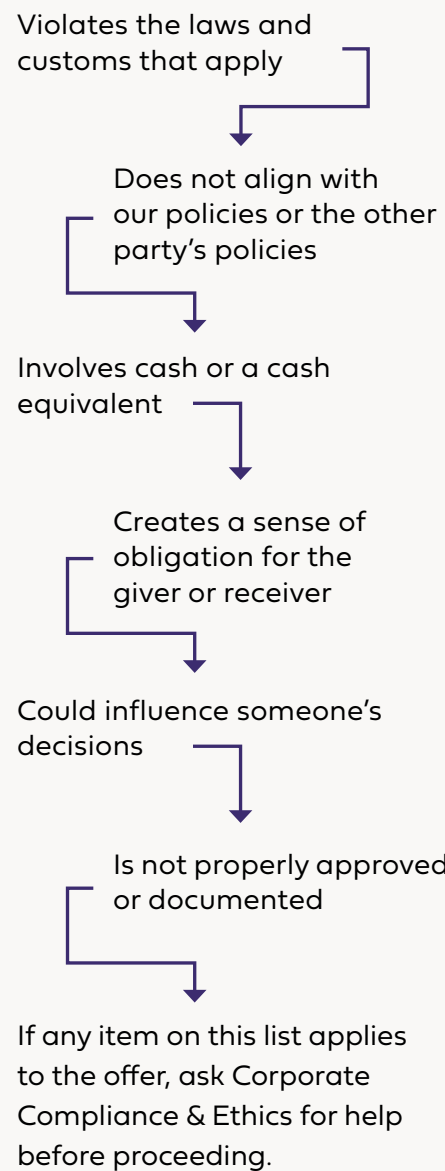 Violates the laws and
customs that apply
Does not align with
our policies or the other
party’s policies
Involves cash or a cash
equivalent
Creates a sense of
obligation for the
giver or receiver
Could influence someone’s
decisions
Is not properly approved
or documented
If any item on this list applies
to the offer, ask Corporate
Compliance & Ethics for help
before proceeding.